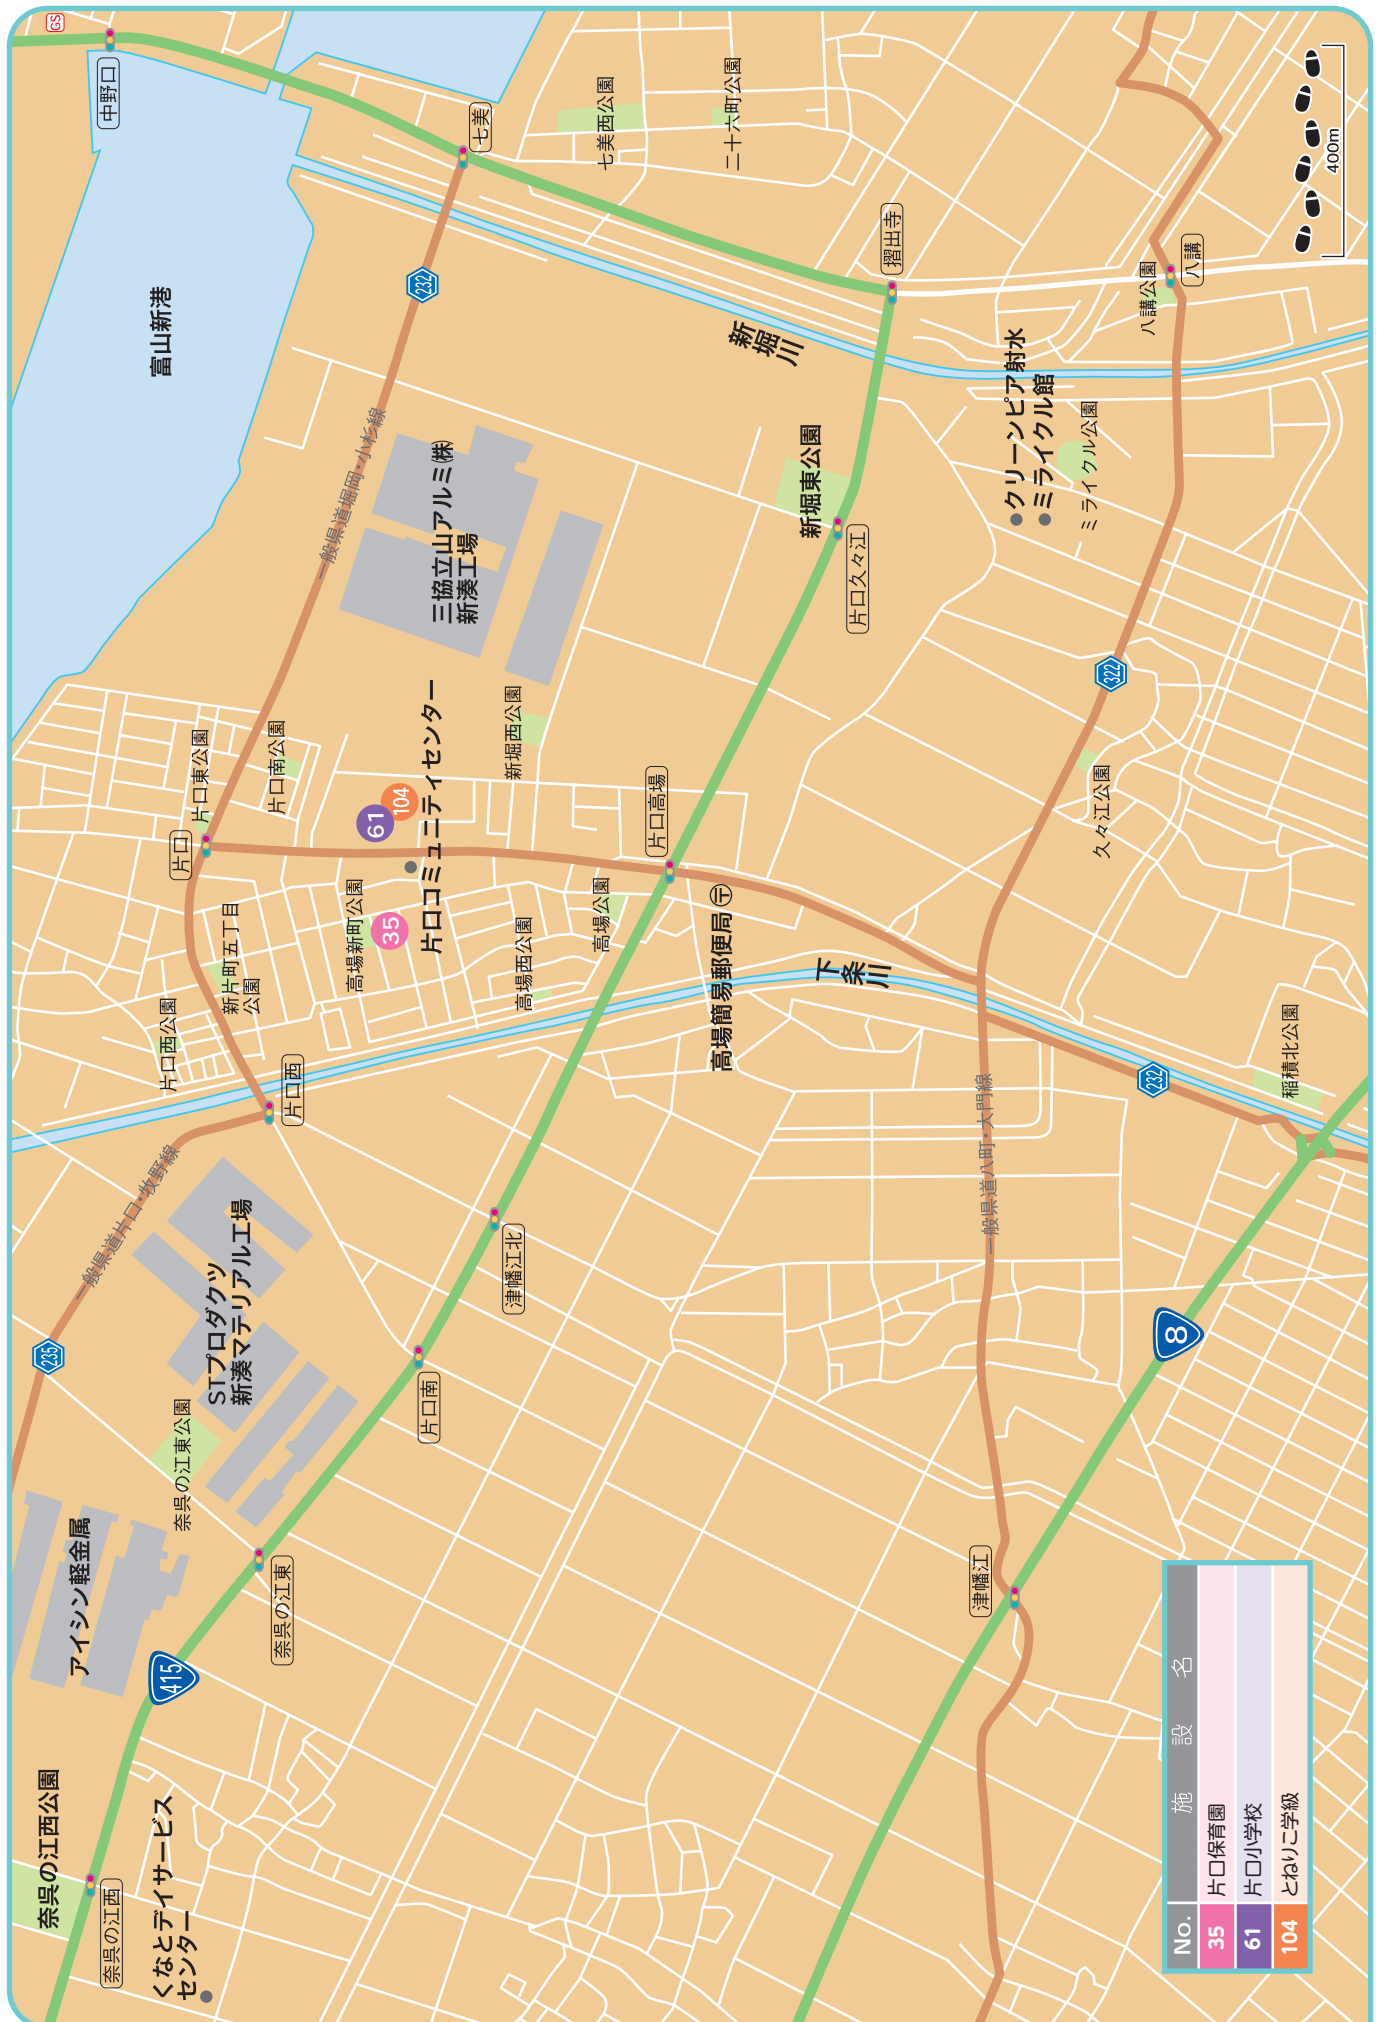 GS
中野口
七美
七美西公園
二十六町公園
摺出寺
八講公園
八講
400m
富山新港
232
新堀川
一般県道堀岡・小杉線
三協立山アルミ㈱
新湊工場
新堀東公園
片口久々江
クリーンピア射水
ミライクル館
ミライクル公園
322
片口東公園
片口南公園
片口
61
104
片口コミュニティセンター
新堀西公園
片口高場
久々江公園
高場新町公園
35
新片町五丁目
公園
片口西公園
高場西公園
高場公園
高場簡易郵便局
〒
下条川
片口西
232
稲積北公園
一般県道片口・牧野線
一般県道八町・大門線
235
STプロダクツ
新湊マテリアル工場
津幡江北
片口南
8
奈呉の江東公園
アイシン軽金属
奈呉の江東
415
津幡江
奈呉の江西公園
奈呉の江西
くなとデイサービス
センター
No. 施設名
35 片口保育園
61 片口小学校
104 とねりこ学級